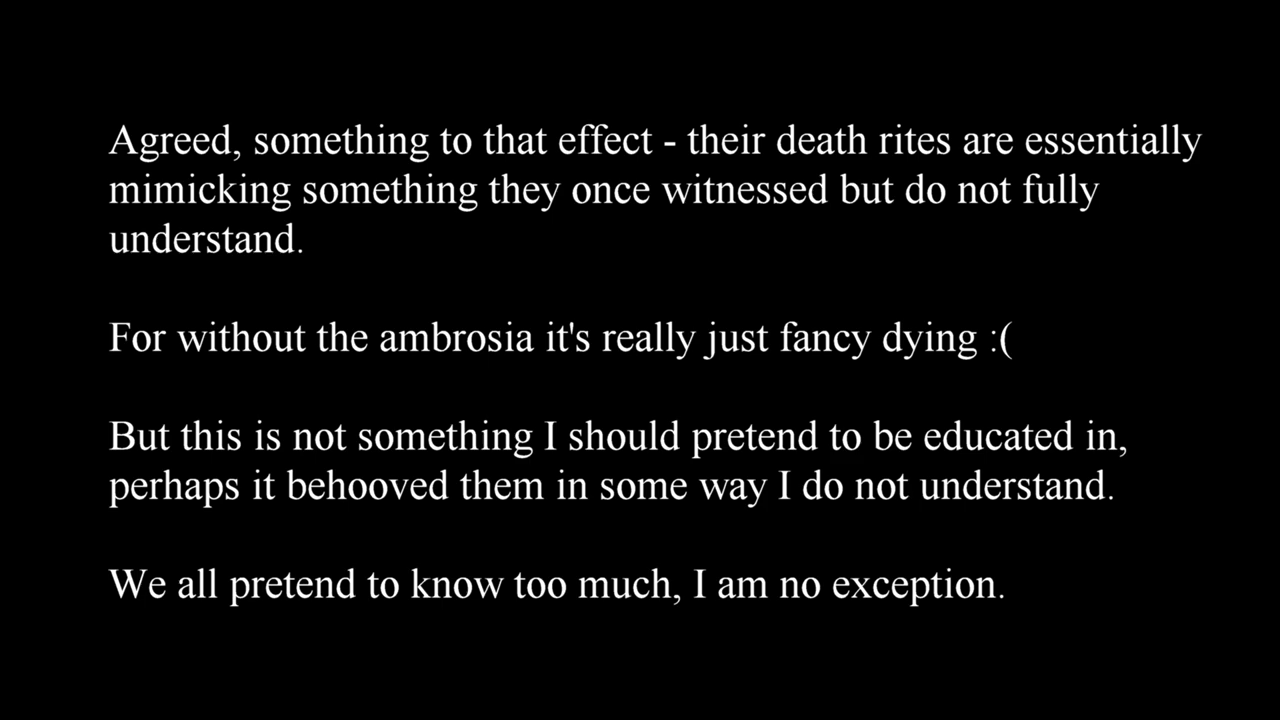 Agreed, something to that effect - their death rites are essentially
mimicking something they once witnessed but do not fully
understand.
For without the ambrosia it's really just fancy dying :(
But this is not something I should pretend to be educated in,
perhaps it behooved them in some way I do not understand.
We all pretend to know too much, I am no exception.